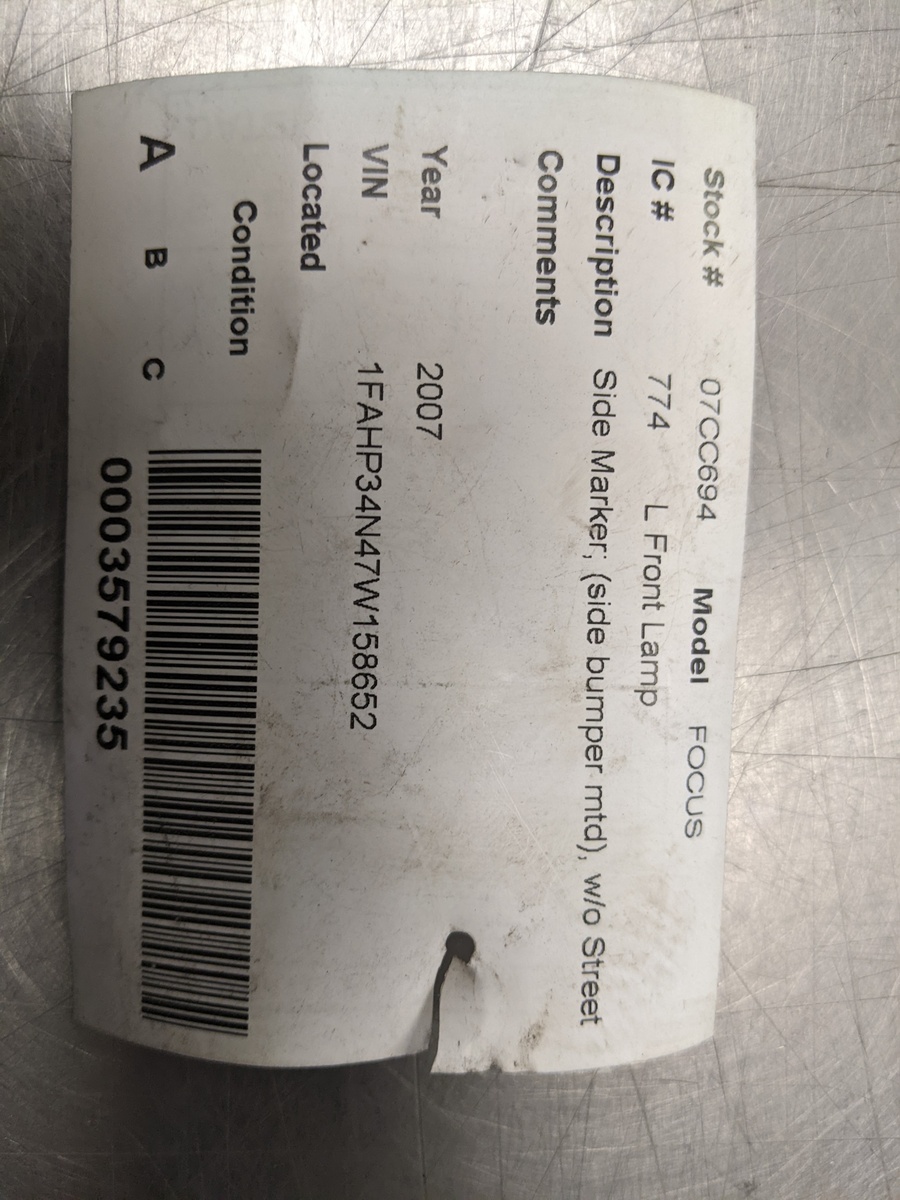 Stock # 07CC694 Model FOCUS
IC # 774 L Front Lamp
Description Side Marker; (side bumper mtd), w/o Street
Comments
Year 2007
VIN 1FAHP34N47W158652
Located
Condition
A B C
0003579235